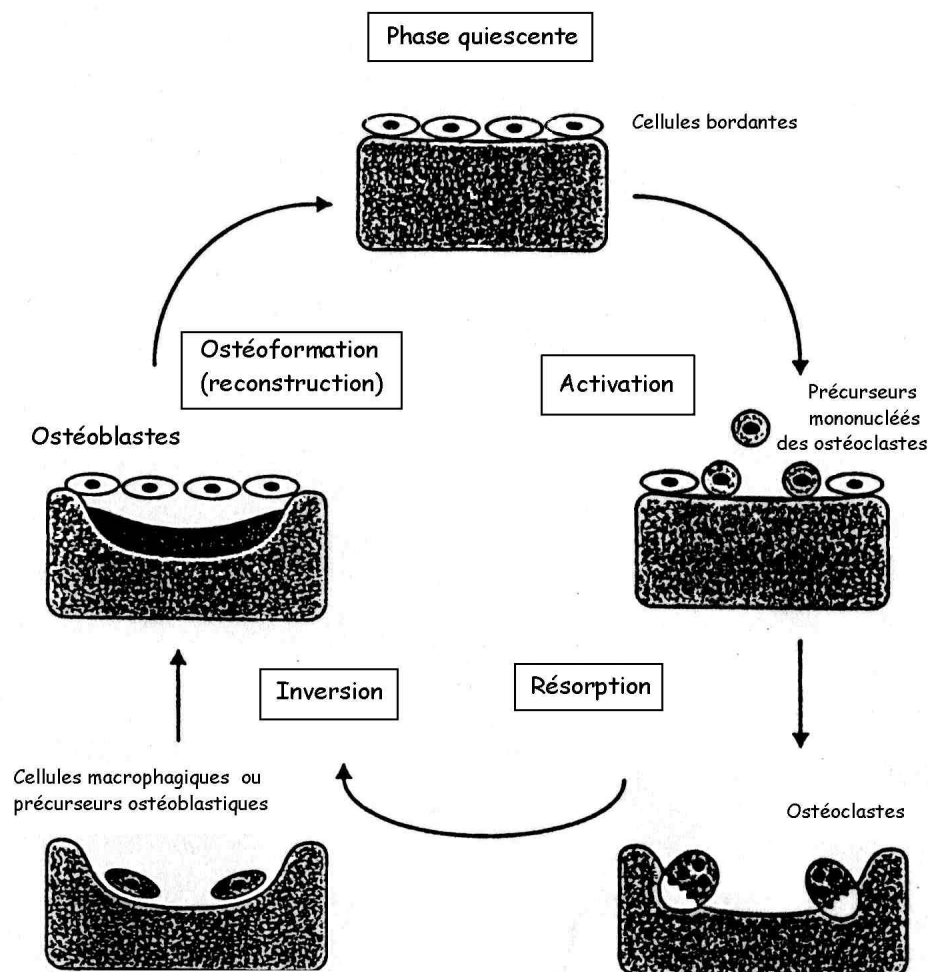 Phase quiescente
Cellules bordantes
Ostéoformation
(reconstruction)
Activation
Précurseurs
mononucléés
des ostéoclastes
Ostéoblastes
Inversion
Résorption
Cellules macrophagiques ou
précurseurs ostéoblastiques
Ostéoclastes